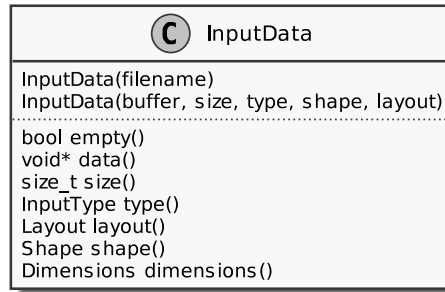 C InputData
InputData(filename)
InputData(buffer, size, type, shape, layout)
bool empty()
void* data()
size_t size()
InputType type()
Layout layout()
Shape shape()
Dimensions dimensions()